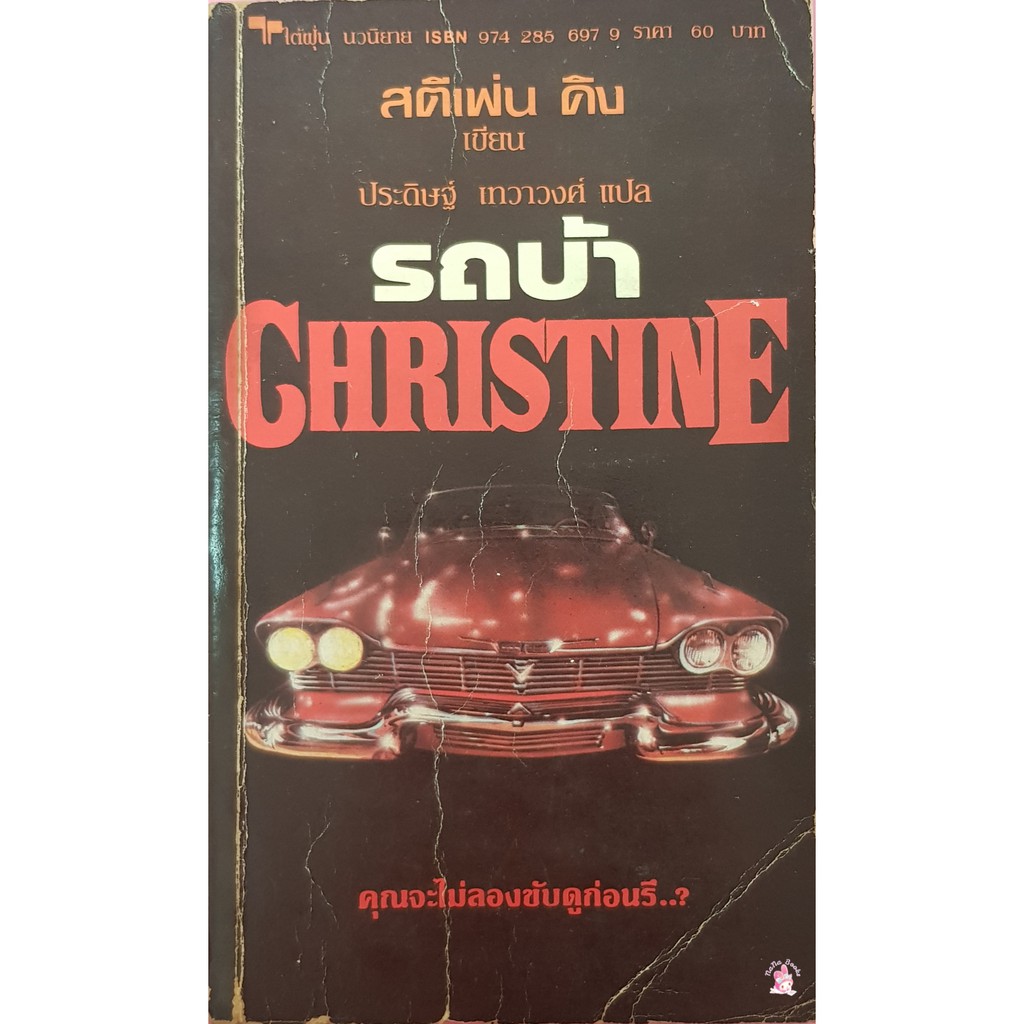 ไต้ฝุ่น นวนิยาย ISBN 974 285 697 9 ราคา 60 บาท
สตีเฟ่น คิง
เขียน
ประดิษฐ์ เทวาวงศ์ แปล
รถบ้า
CHRISTINE
คุณจะไม่ลองขับดูก่อนรึ..?
NaNa Books